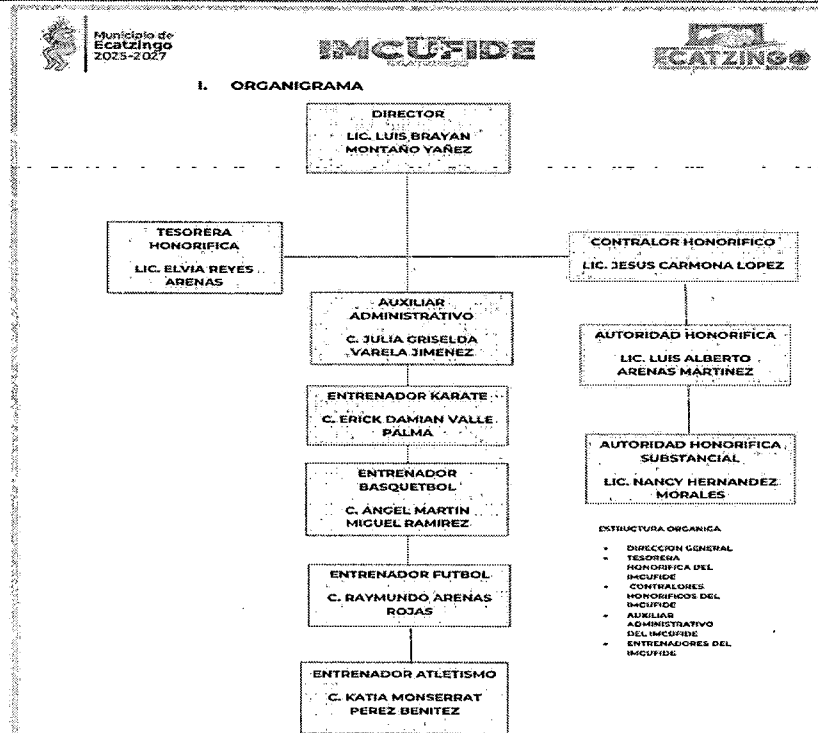 Municipio de
Ecatzingo
2025-2027
IMCUFIDE
ECATZINGO
I. ORGANIGRAMA
DIRECTOR
LIC. LUIS BRAYAN
MONTAÑO YAÑEZ
TESORERA
HONORIFICA
LIC. ELVIA REYES
ARENAS
CONTRALOR HONORIFICO
LIC. JESUS CARMONA LOPEZ
AUXILIAR
ADMINISTRATIVO
C. JULIA GRISELDA
VARELA JIMENEZ
AUTORIDAD HONORIFICA
LIC. LUIS ALBERTO
ARENAS MARTINEZ
ENTRENADOR KARATE
C. ERICK DAMIAN VALLE
PALMA
AUTORIDAD HONORIFICA
SUBSTANCIAL
LIC. NANCY HERNANDEZ
MORALES
ENTRENADOR
BASQUETBOL
C. ÁNGEL MARTIN
MIGUEL RAMIREZ
ENTRENADOR FUTBOL
C. RAYMUNDO ARENAS
ROJAS
ENTRENADOR ATLETISMO
C. KATIA MONSERRAT
PEREZ BENITEZ
ESTRUCTURA ORGANICA
• DIRECCION GENERAL
• TESORERA
HONORIFICA DEL
IMCUFIDE
• CONTRALORES
HONORIFICOS DEL
IMCUFIDE
• AUXILIAR
ADMINISTRATIVO
DEL IMCUFIDE
• ENTRENADORES DEL
IMCUFIDE